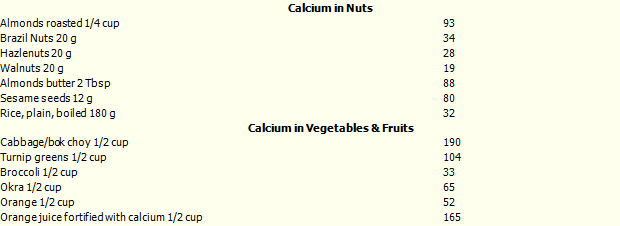 Calcium in Nuts
Almonds roasted 1/4 cup 93
Brazil Nuts 20 g 34
Hazlenuts 20 g 28
Walnuts 20 g 19
Almonds butter 2 Tbsp 88
Sesame seeds 12 g 80
Rice, plain, boiled 180 g 32
Calcium in Vegetables & Fruits
Cabbage/bok choy 1/2 cup 190
Turnip greens 1/2 cup 104
Broccoli 1/2 cup 33
Okra 1/2 cup 65
Orange 1/2 cup 52
Orange juice fortified with calcium 1/2 cup 165